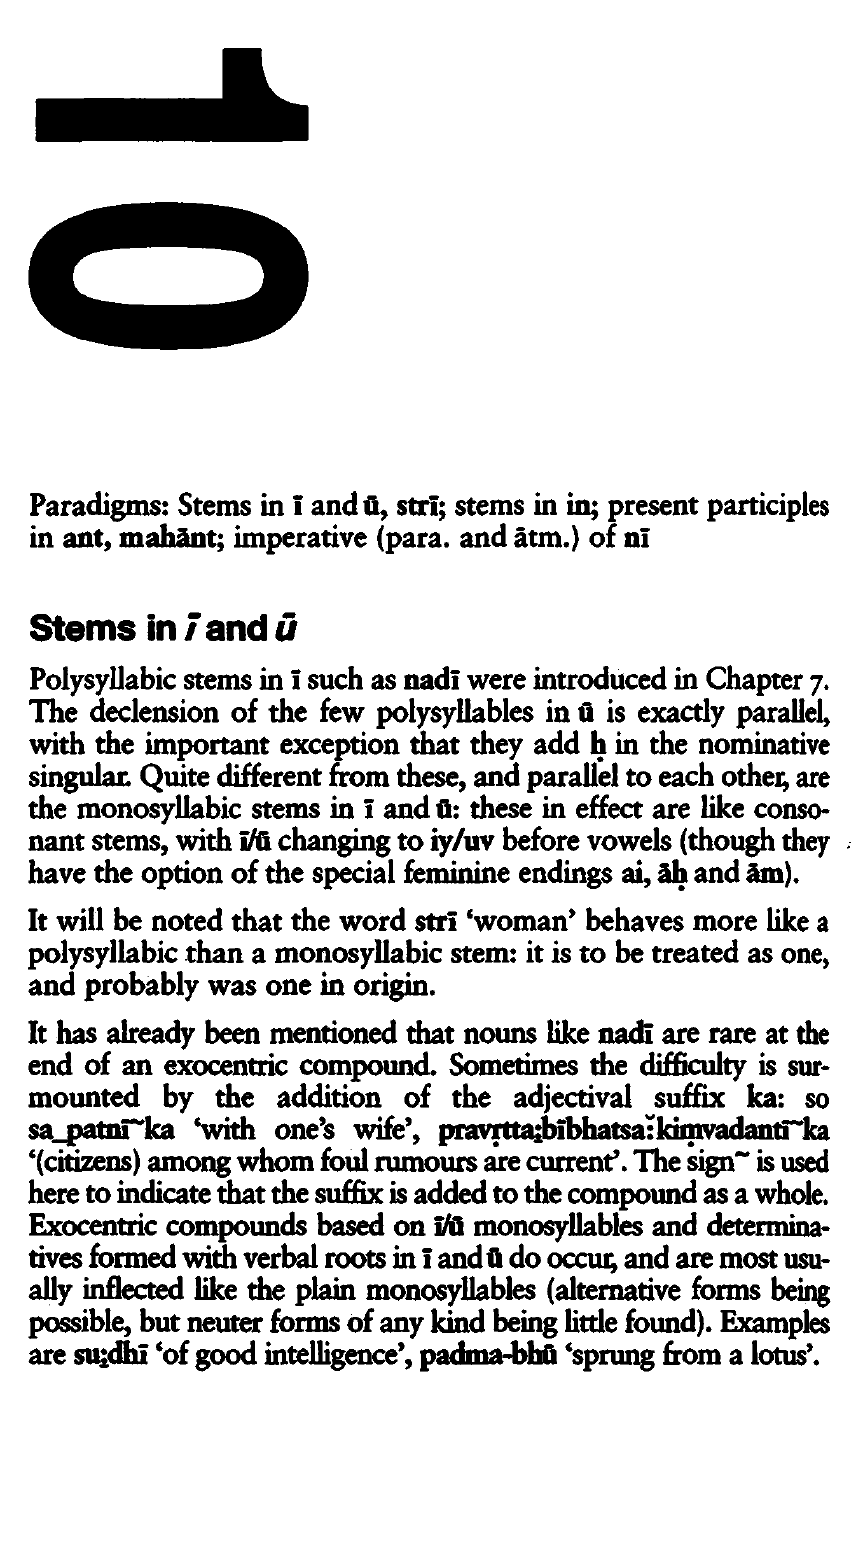 10
Paradigms: Stems in ī and ū, strī; stems in in; present participles
in ant, mahānt; imperative (para. and ātm.) of nī
Stems in ī and ū
Polysyllabic stems in ī such as nadī were introduced in Chapter 7.
The declension of the few polysyllables in ū is exactly parallel,
with the important exception that they add ḥ in the nominative
singular. Quite different from these, and parallel to each other, are
the monosyllabic stems in ī and ū: these in effect are like conso-
nant stems, with ī/ū changing to iy/uv before vowels (though they
have the option of the special feminine endings ai, āḥ and ām).
It will be noted that the word strī ‘woman’ behaves more like a
polysyllabic than a monosyllabic stem: it is to be treated as one,
and probably was one in origin.
It has already been mentioned that nouns like nadī are rare at the
end of an exocentric compound. Sometimes the difficulty is sur-
mounted by the addition of the adjectival suffix ka: so
sa_patnī~ka ‘with one’s wife’, pravṛtta:bībhatsa:˘kiṃvadantī~ka
‘(citizens) among whom foul rumours are current’. The sign ~ is used
here to indicate that the suffix is added to the compound as a whole.
Exocentric compounds based on ī/ū monosyllables and determina-
tives formed with verbal roots in ī and ū do occur, and are most usu-
ally inflected like the plain monosyllables (alternative forms being
possible, but neuter forms of any kind being little found). Examples
are su:dhī ‘of good intelligence’, padma-bhū ‘sprung from a lotus’.